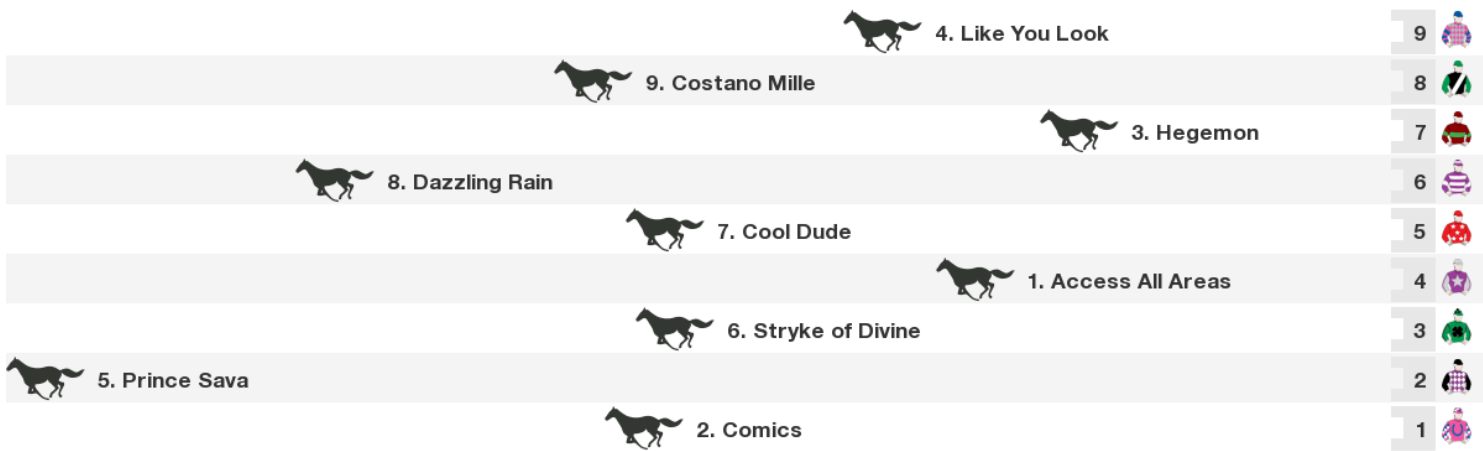 4. Like You Look 9
9. Costano Mille 8
3. Hegemon 7
8. Dazzling Rain 6
7. Cool Dude 5
1. Access All Areas 4
6. Stryke of Divine 3
5. Prince Sava 2
2. Comics 1